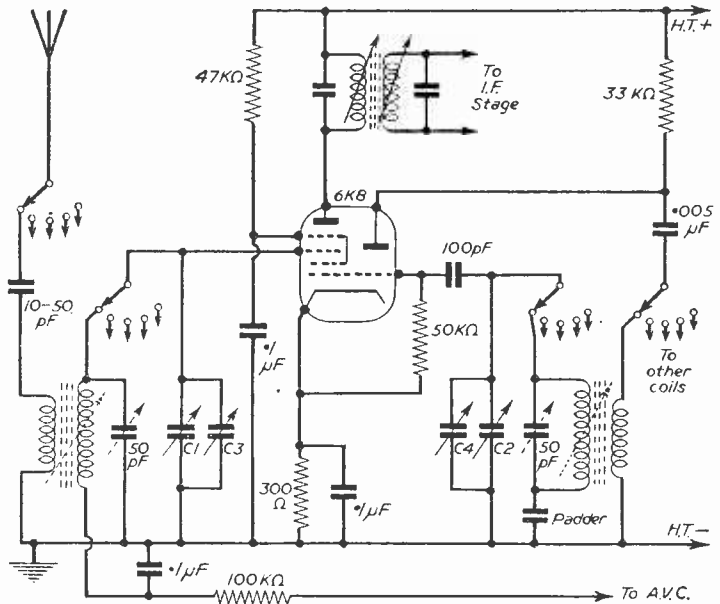 H.T.+
47KΩ
To
I.F.
Stage
33 KΩ
6K8
·005
μF
100pF
10-50
pF
50KΩ
·1
μF
To
other
coils
50
pF
C1
C3
C4
C2
50
pF
300
Ω
·1μF
Padder
H.T.-
·1μF
100KΩ
To A.V.C.